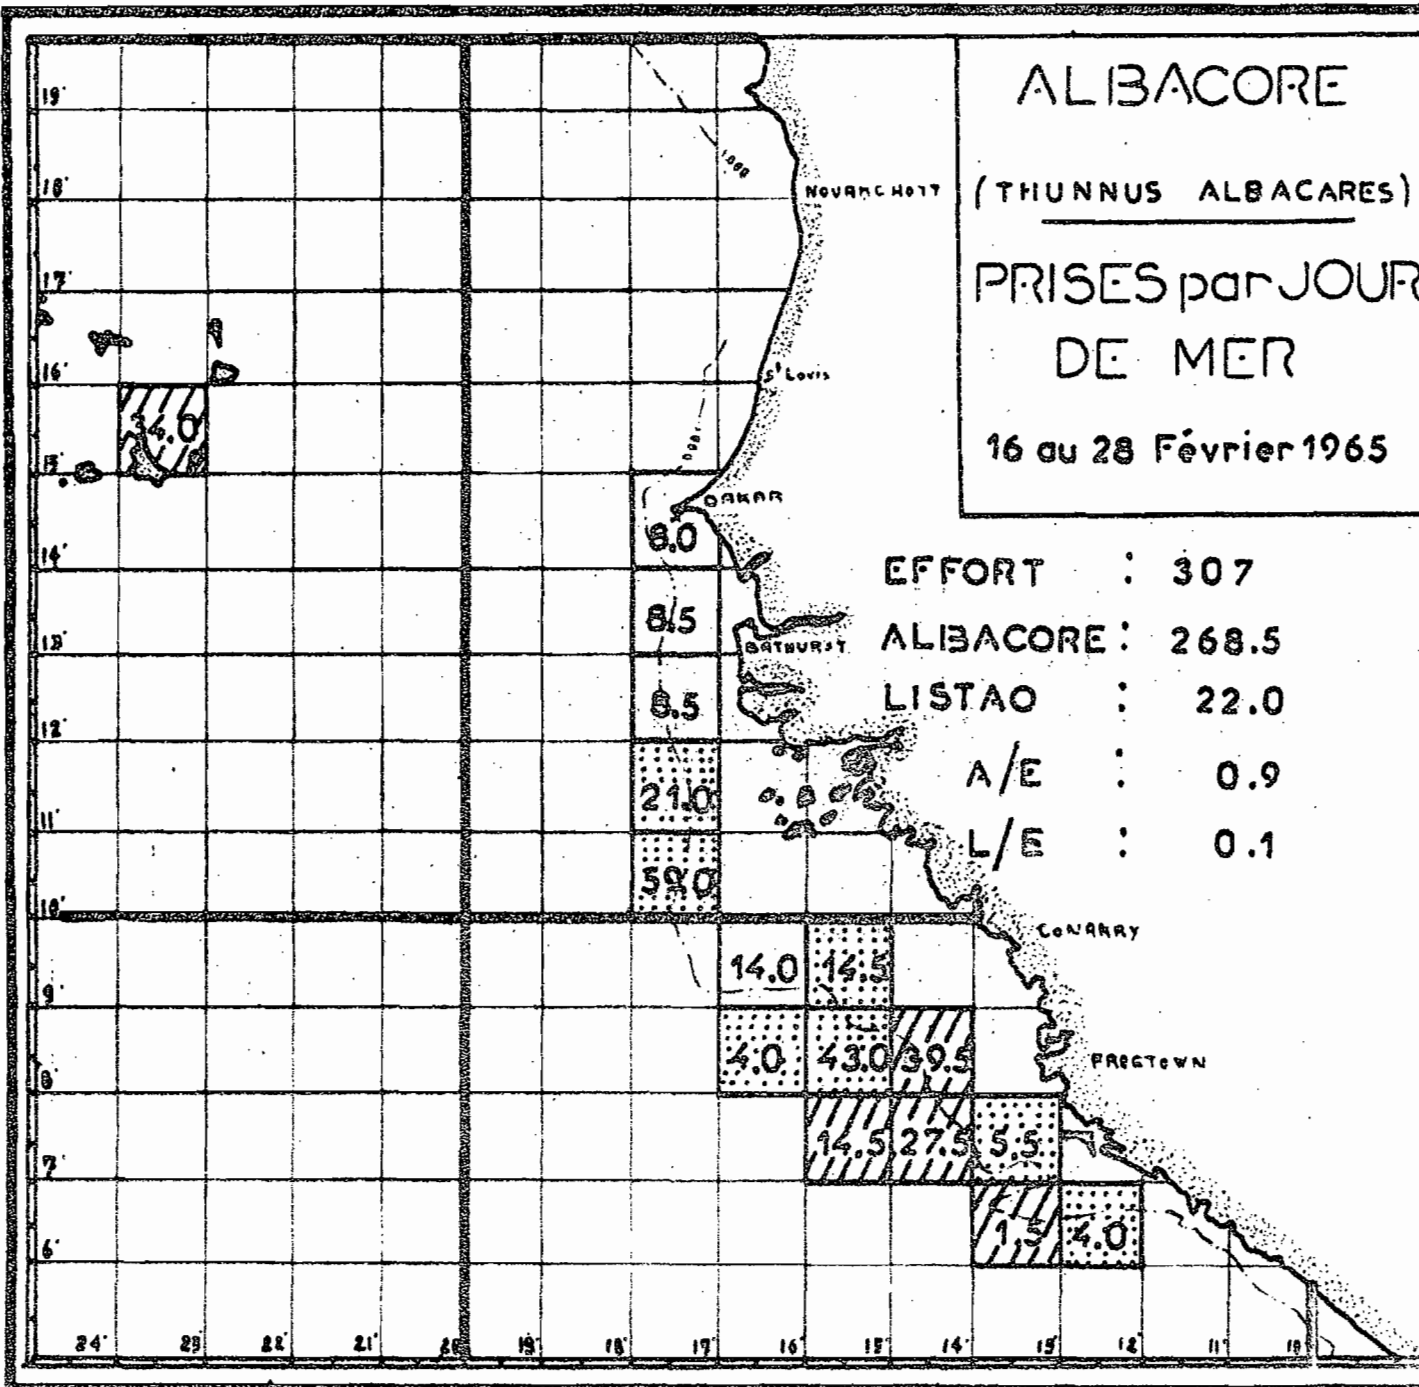 ALBACORE
(THUNNUS ALBACARES)
PRISES par JOUR
DE MER
16 au 28 Février 1965
EFFORT : 307
ALBACORE : 268.5
LISTAO : 22.0
A/E : 0.9
L/E : 0.1
19°
18°
17°
16°
15°
14°
13°
12°
11°
10°
9°
8°
7°
6°
1000
NOUAKCHOTT
St Louis
DAKAR
8.0
8.5
BATHURST
8.5
21.0
CONAKRY
14.0 14.5
4.0 43.0 39.5
FREETOWN
14.5 27.5 5.5
1.5 4.0
24° 23° 22° 21° 20° 19° 18° 17° 16° 15° 14° 13° 12° 11° 10°